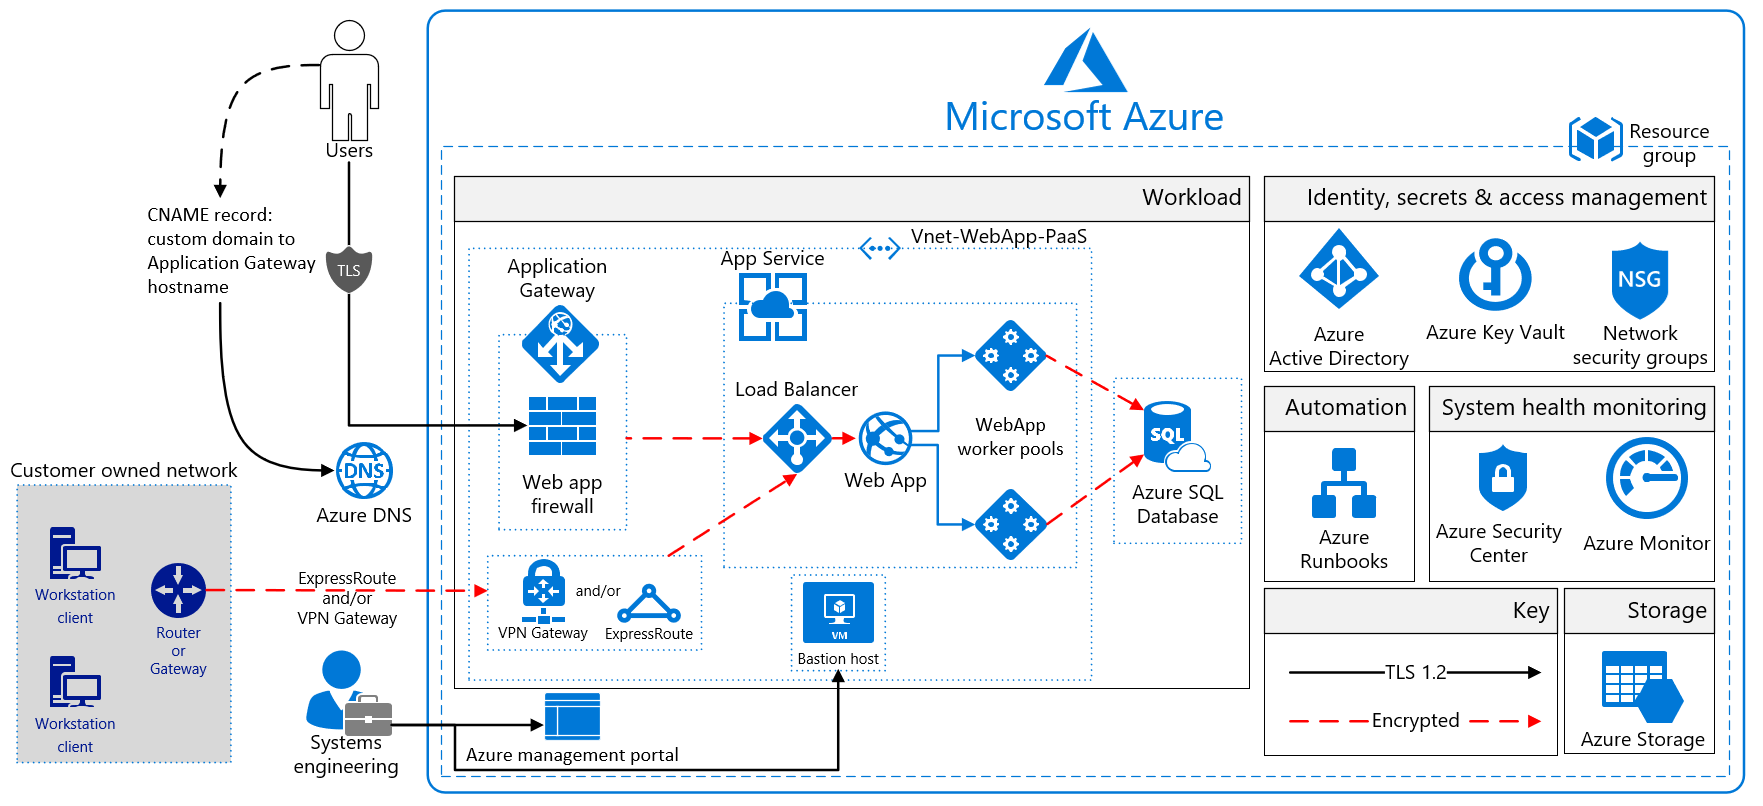 Microsoft Azure
Resource
group
Users
CNAME record:
custom domain to
Application Gateway
hostname
TLS
DNS
Azure DNS
Customer owned network
Workstation
client
Router
or
Gateway
Workstation
client
ExpressRoute
and/or
VPN Gateway
Systems
engineering
Workload
Vnet-WebApp-PaaS
Application
Gateway
Web app
firewall
App Service
Load Balancer
Web App
WebApp
worker pools
SQL
Azure SQL
Database
VPN Gateway
and/or
ExpressRoute
VM
Bastion host
Azure management portal
Identity, secrets & access management
Azure
Active Directory
Azure Key Vault
NSG
Network
security groups
Automation
Azure
Runbooks
System health monitoring
Azure Security
Center
Azure Monitor
Key
TLS 1.2
Encrypted
Storage
Azure Storage